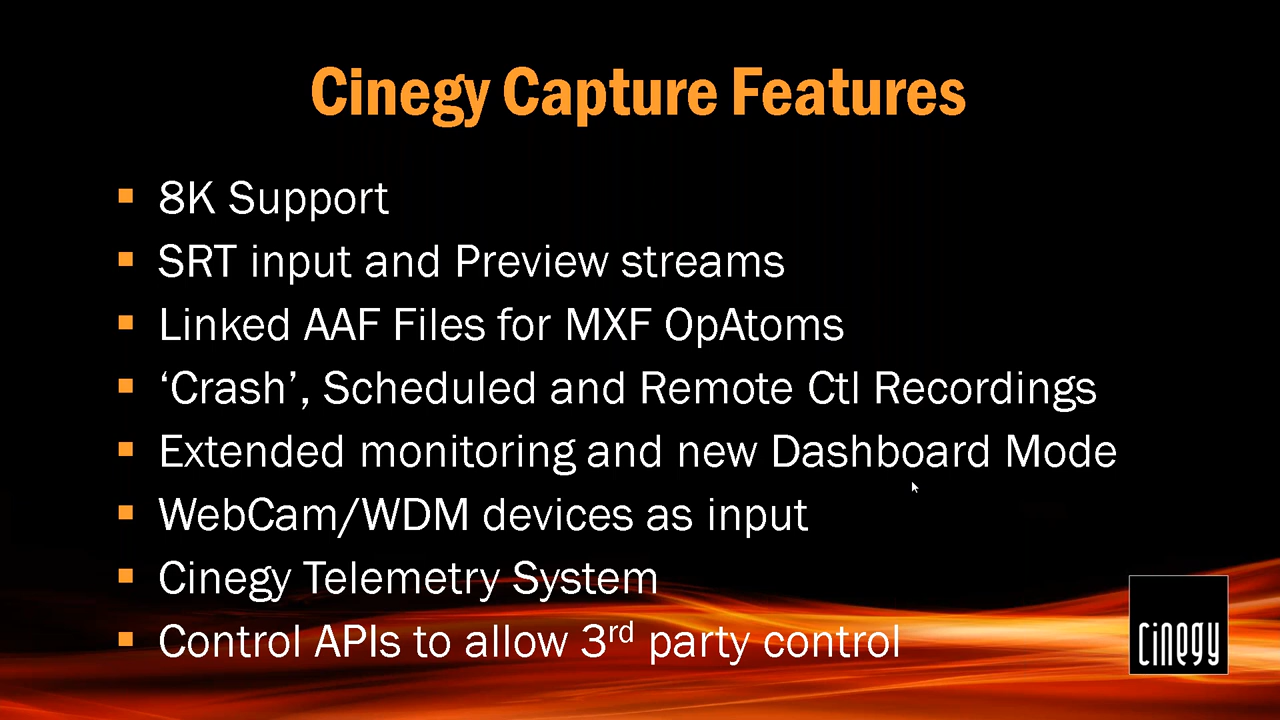 Cinegy Capture Features
8K Support
SRT input and Preview streams
Linked AAF Files for MXF OpAtoms
‘Crash’, Scheduled and Remote Ctl Recordings
Extended monitoring and new Dashboard Mode
WebCam/WDM devices as input
Cinegy Telemetry System
Control APIs to allow 3rd party control
cinegy